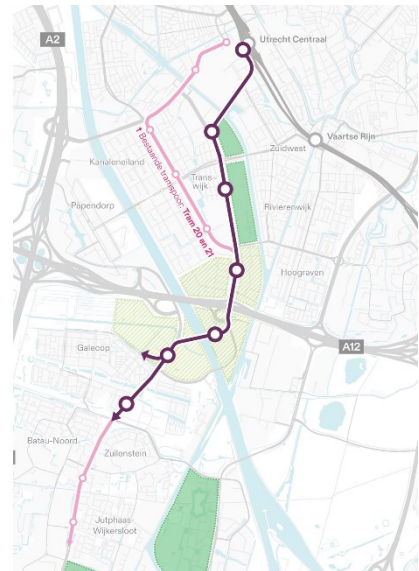 A2
Utrecht Centraal
Vaartse Rijn
Zuidwest
Kanaleneiland
Trans-
wijk
Bestaande tramspoor: Tram 20 en 21
Papendorp
Rivierenwijk
Hoograven
Galecop
A12
Batau-Noord
Zuilenstein
Jutphaas-
Wijkersloot